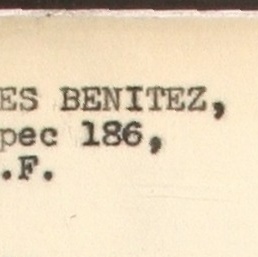 ES BENITEZ,
pec 186,
.F.